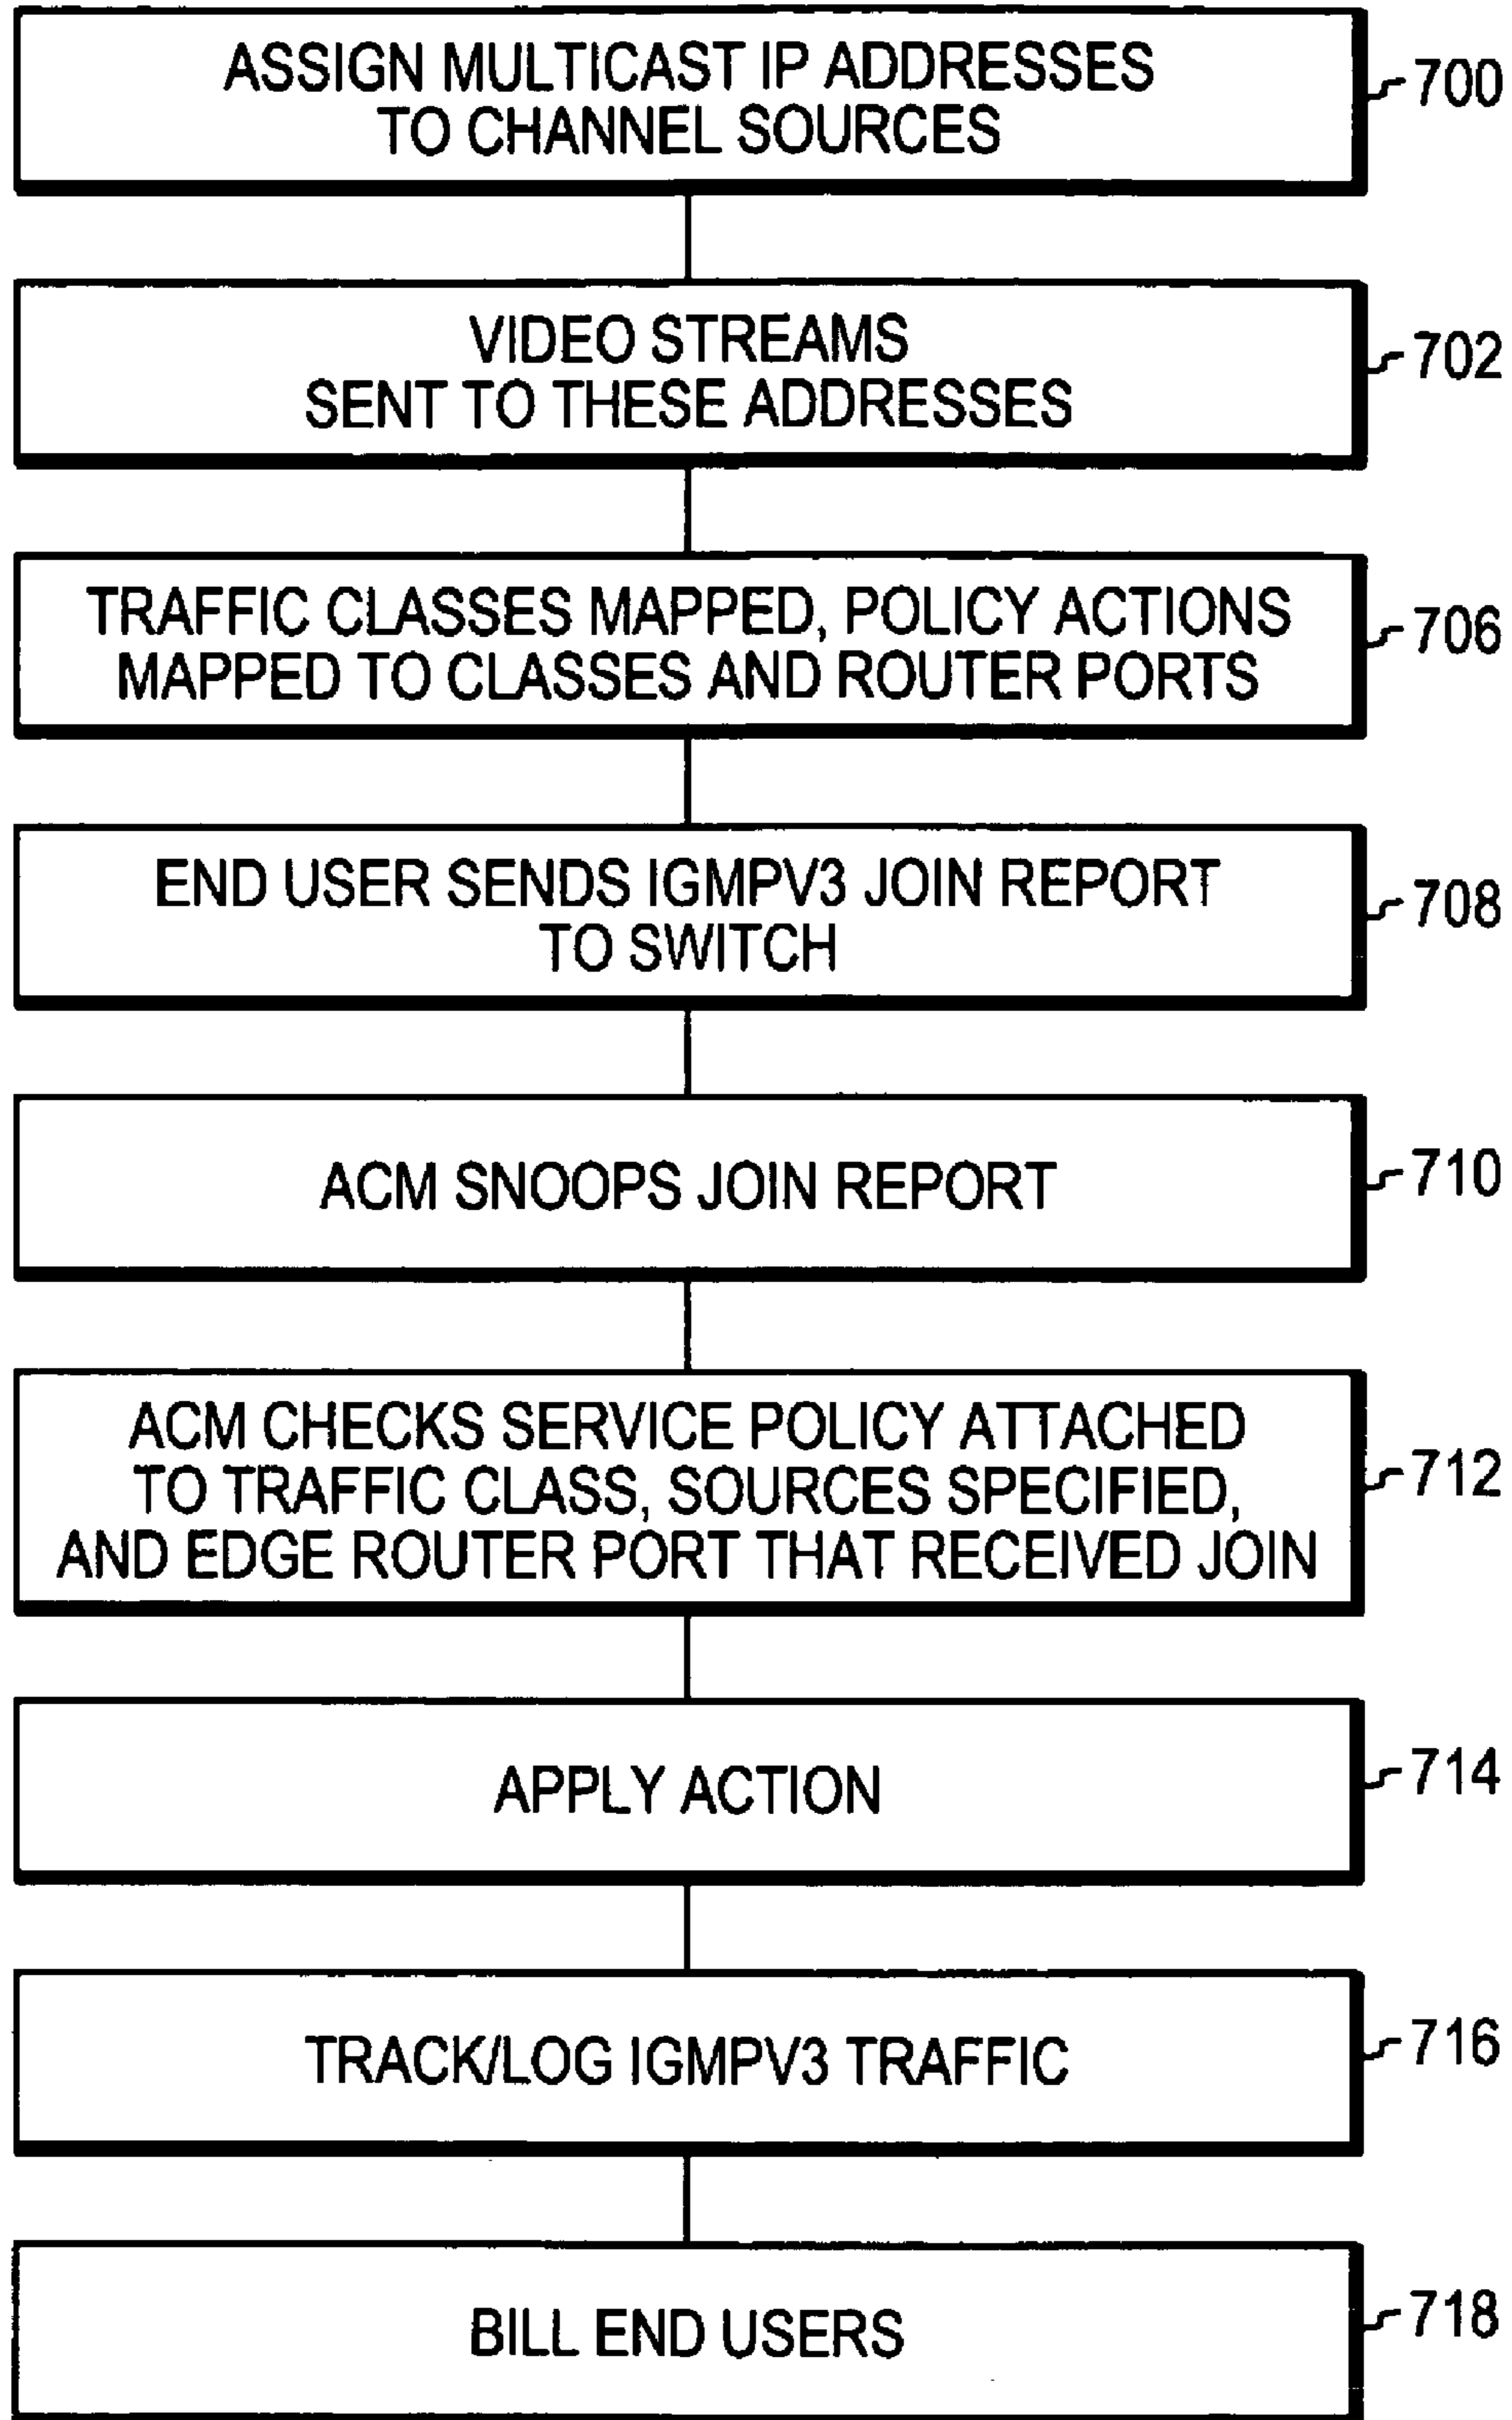 ASSIGN MULTICAST IP ADDRESSES
TO CHANNEL SOURCES
700
VIDEO STREAMS
SENT TO THESE ADDRESSES
702
TRAFFIC CLASSES MAPPED, POLICY ACTIONS
MAPPED TO CLASSES AND ROUTER PORTS
706
END USER SENDS IGMPV3 JOIN REPORT
TO SWITCH
708
ACM SNOOPS JOIN REPORT
710
ACM CHECKS SERVICE POLICY ATTACHED
TO TRAFFIC CLASS, SOURCES SPECIFIED,
AND EDGE ROUTER PORT THAT RECEIVED JOIN
712
APPLY ACTION
714
TRACK/LOG IGMPV3 TRAFFIC
716
BILL END USERS
718